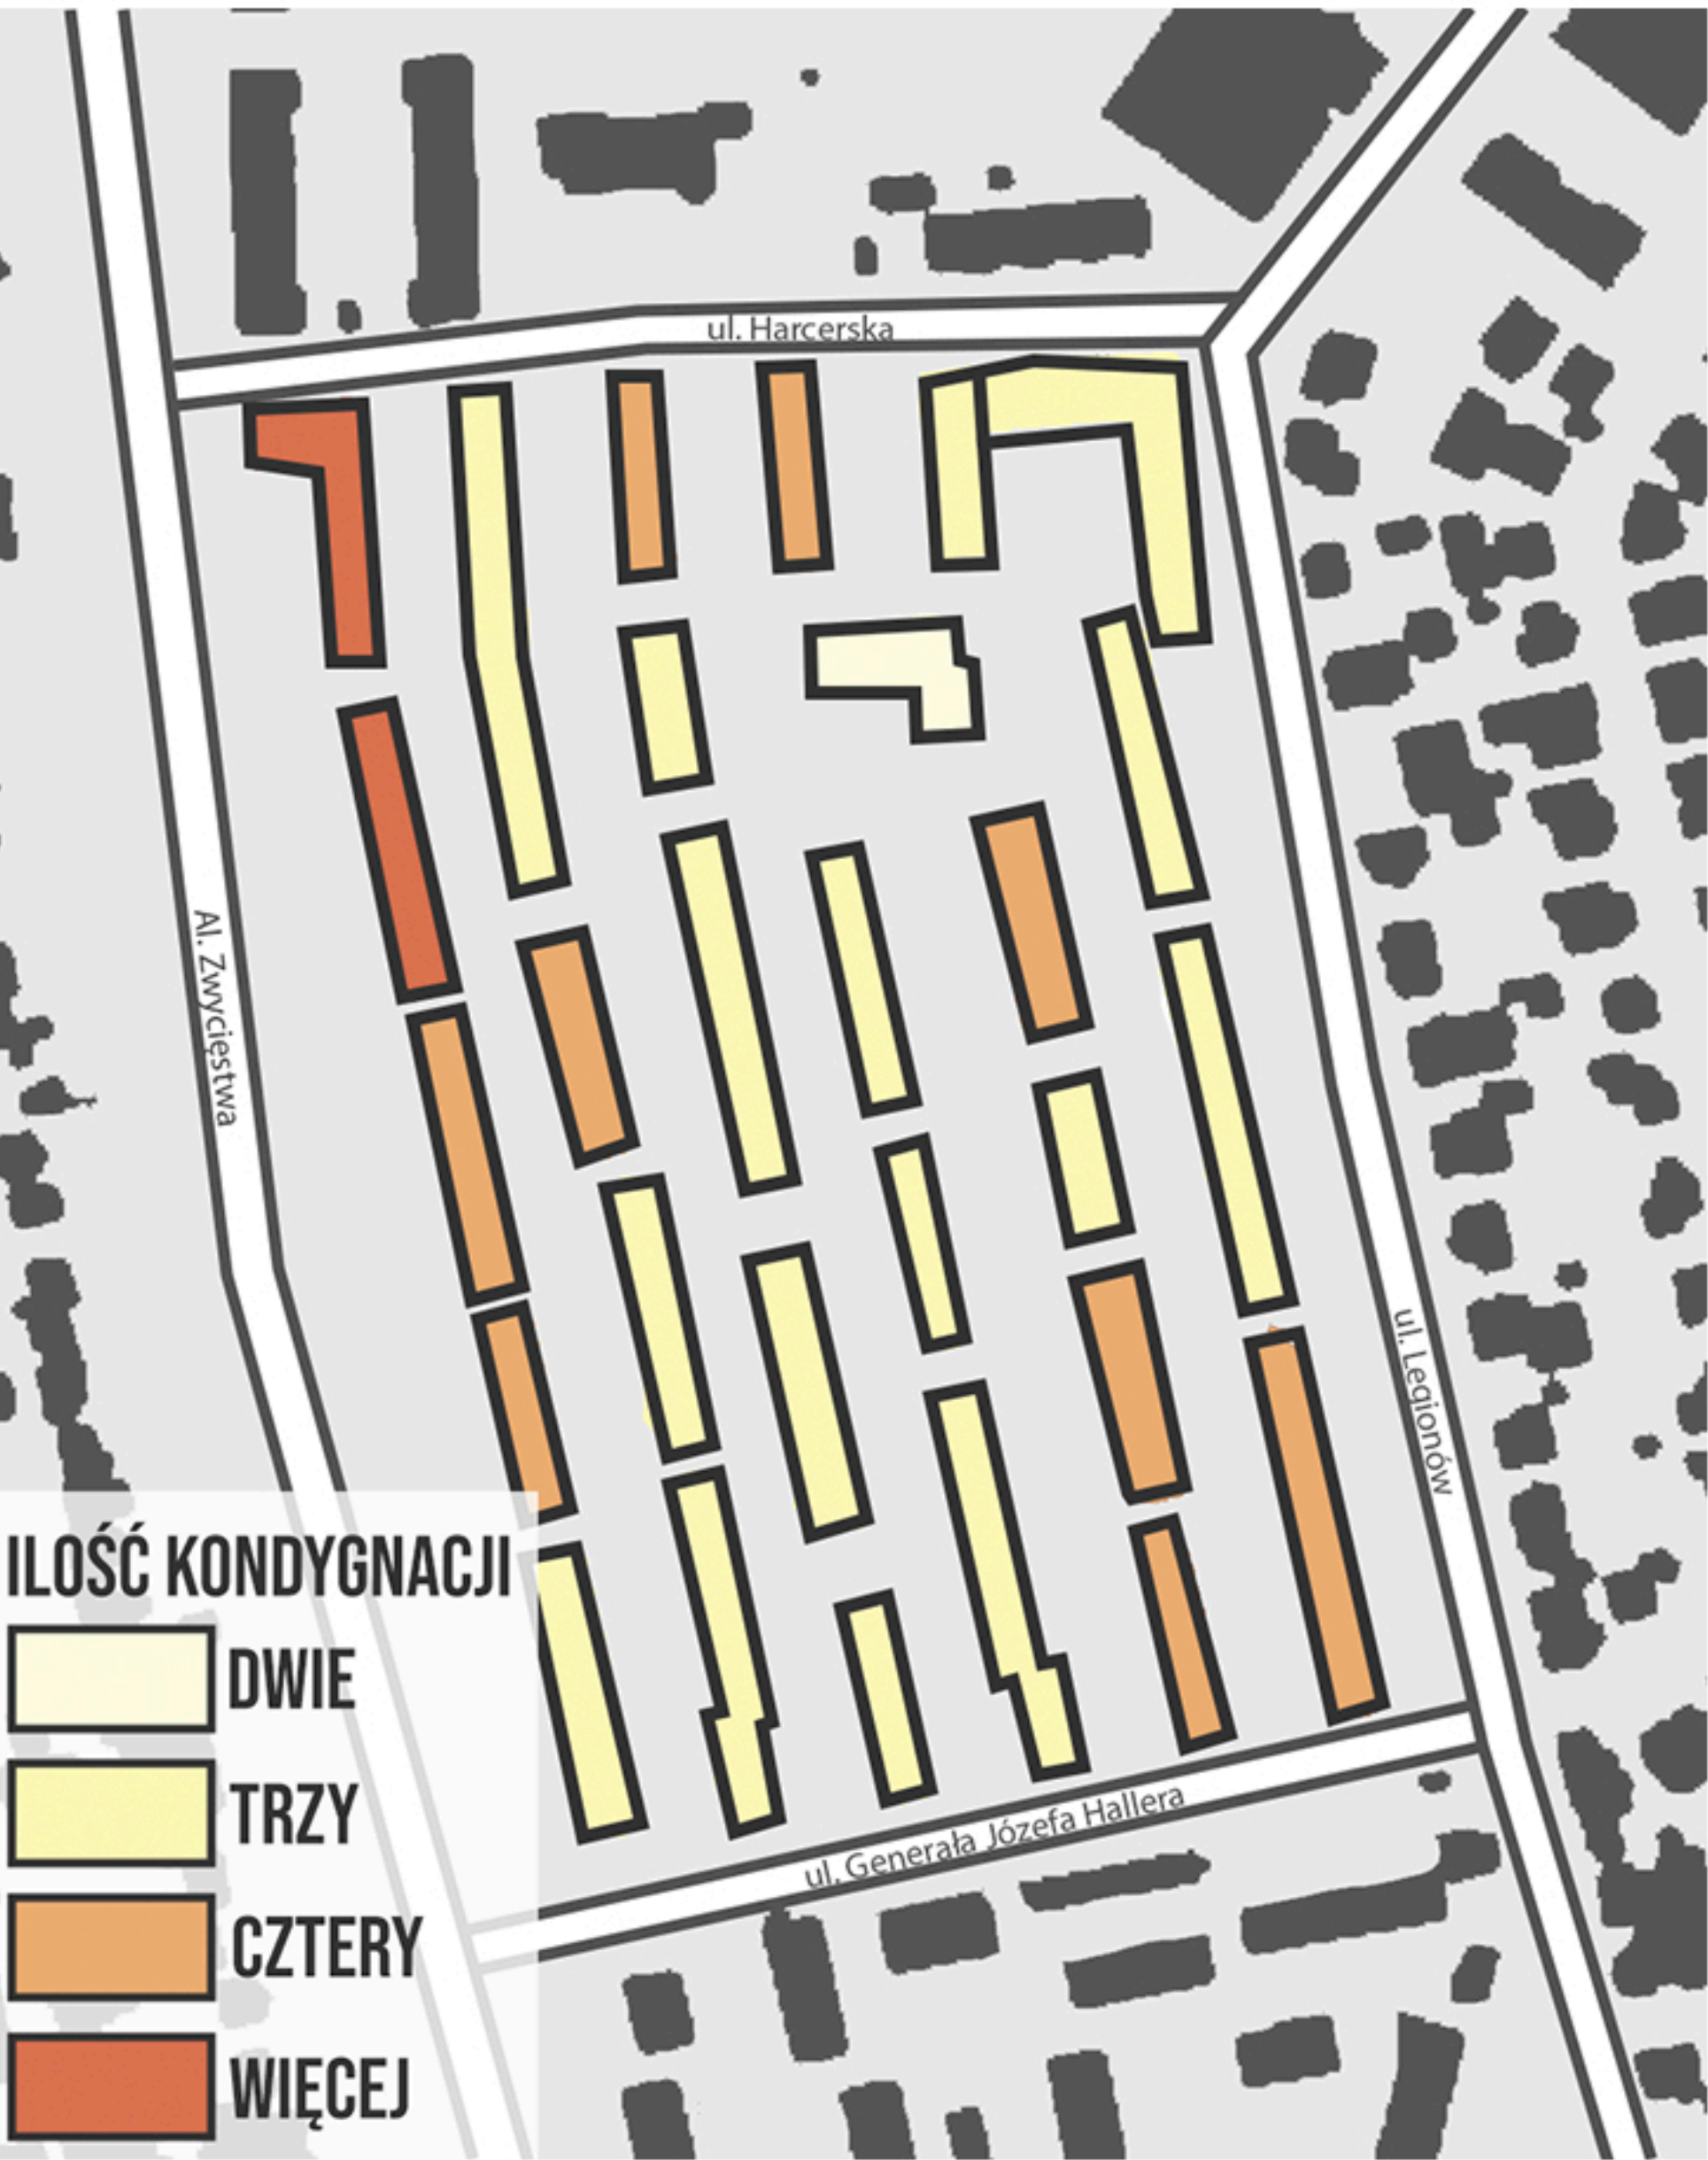 ul. Harcerska
Al. Zwycięstwa
ul. Legionów
ILOŚĆ KONDYGNACJI
DWIE
TRZY
ul. Generała Józefa Hallera
CZTERY
WIĘCEJ